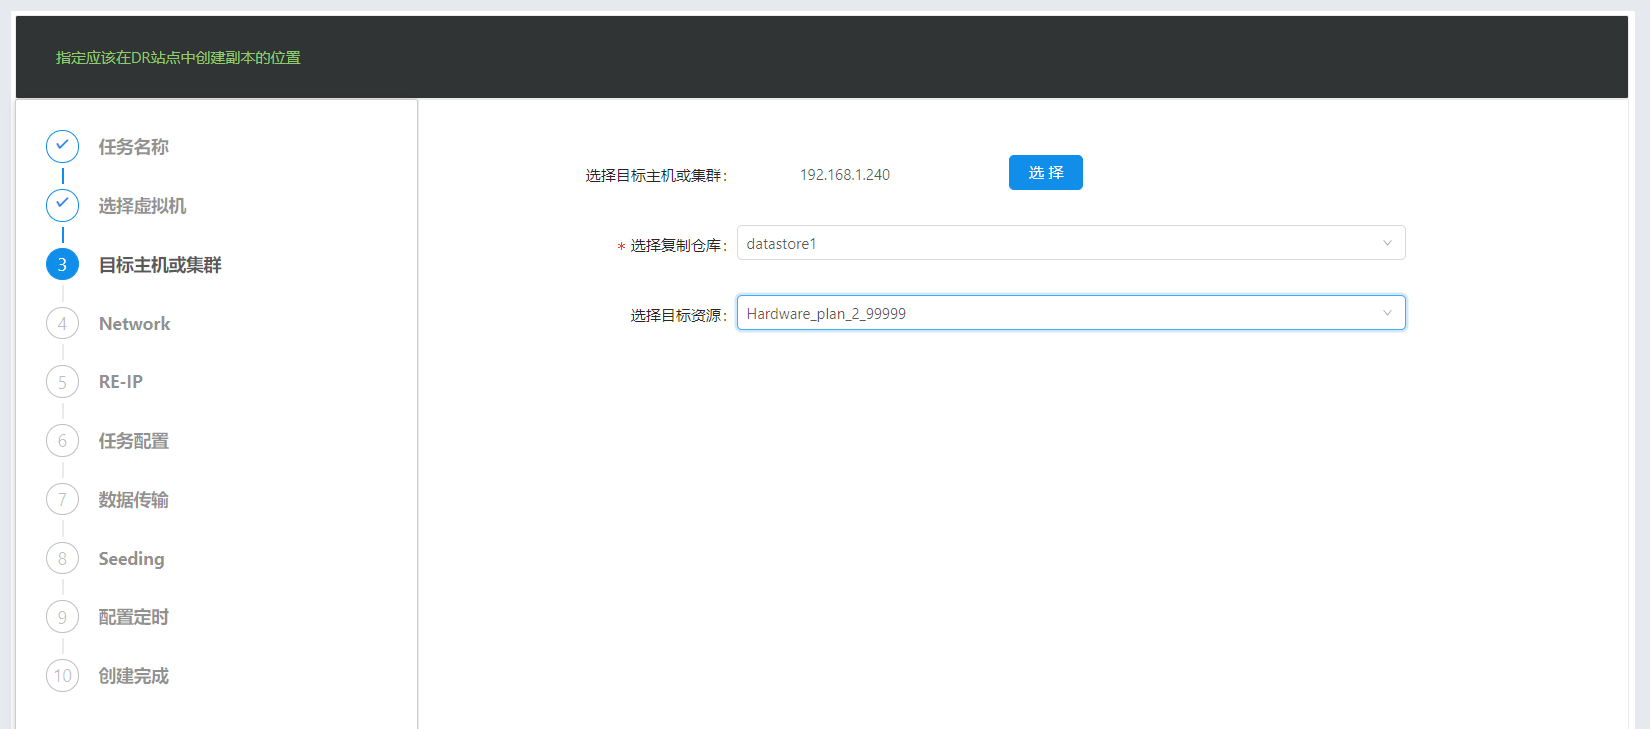 指定应该在DR站点中创建副本的位置
任务名称
选择虚拟机
3 目标主机或集群
4 Network
5 RE-IP
6 任务配置
7 数据传输
8 Seeding
9 配置定时
10 创建完成
选择目标主机或集群： 192.168.1.240 选 择
* 选择复制仓库： datastore1
选择目标资源： Hardware_plan_2_99999